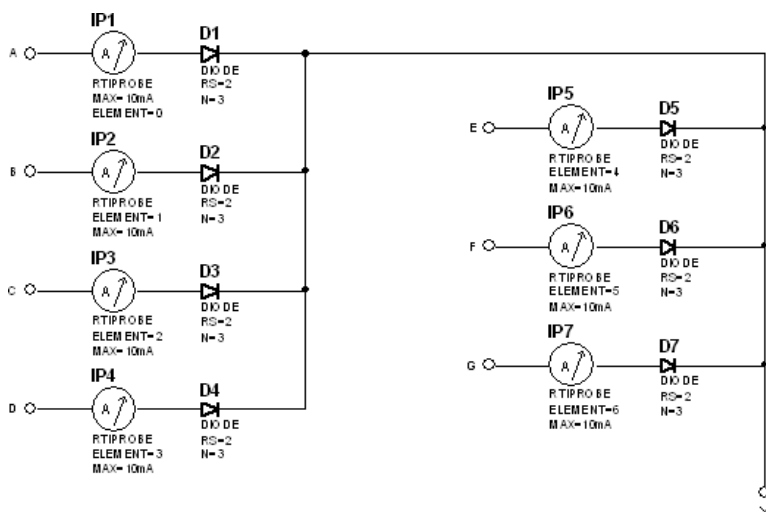 IP1
D1
A
A
DIODE
RTIPROBE
RS=2
MAX=10mA
N=3
ELEMENT=0
IP2
D2
B
A
DIODE
RTIPROBE
RS=2
ELEMENT=1
N=3
MAX=10mA
IP3
D3
C
A
DIODE
RTIPROBE
RS=2
ELEMENT=2
N=3
MAX=10mA
IP4
D4
D
A
DIODE
RTIPROBE
RS=2
ELEMENT=3
N=3
MAX=10mA
IP5
D5
E
A
DIODE
RTIPROBE
RS=2
ELEMENT=4
N=3
MAX=10mA
IP6
D6
F
A
DIODE
RTIPROBE
RS=2
ELEMENT=5
N=3
MAX=10mA
IP7
D7
G
A
DIODE
RTIPROBE
RS=2
ELEMENT=6
N=3
MAX=10mA